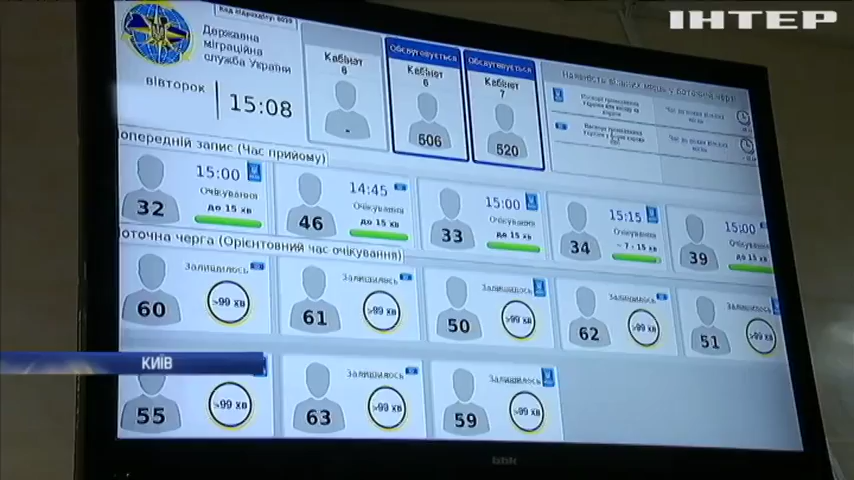 ІНТЕР
Код підрозділу: 8039
Державна
міграційна
служба України
вівторок
15:08
Кабінет
6
-
Обслуговується
Кабінет
6
506
Обслуговується
Кабінет
7
520
Наявність вільних місць у поточній черзі
опередній запис (Час прийому)
32
15:00
Очікування
до 15 хв
46
14:45
Очікування
до 15 хв
33
15:00
Очікування
до 15 хв
34
15:15
Очікування
~ 7 - 15 хв
39
15:00
Очікування
до 15 хв
оточна черга (Орієнтовний час очікування)
60
Залишилось
>99 хв
61
Залишилось
>99 хв
50
Залишилось
>99 хв
62
Залишилось
>99 хв
51
Залишилось
>99 хв
КИЇВ
55
>99 хв
63
Залишилось
>99 хв
59
Залишилось
>99 хв